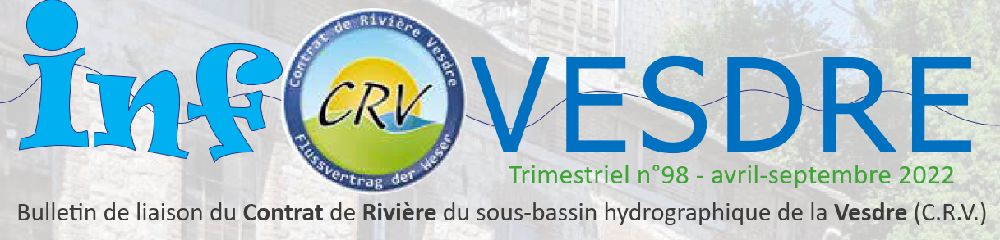 inf VESDRE
Contrat de Rivière Vesdre
CRV
Flussvertrag der Weser
Trimestriel n°98 - avril-septembre 2022
Bulletin de liaison du Contrat de Rivière du sous-bassin hydrographique de la Vesdre (C.R.V.)